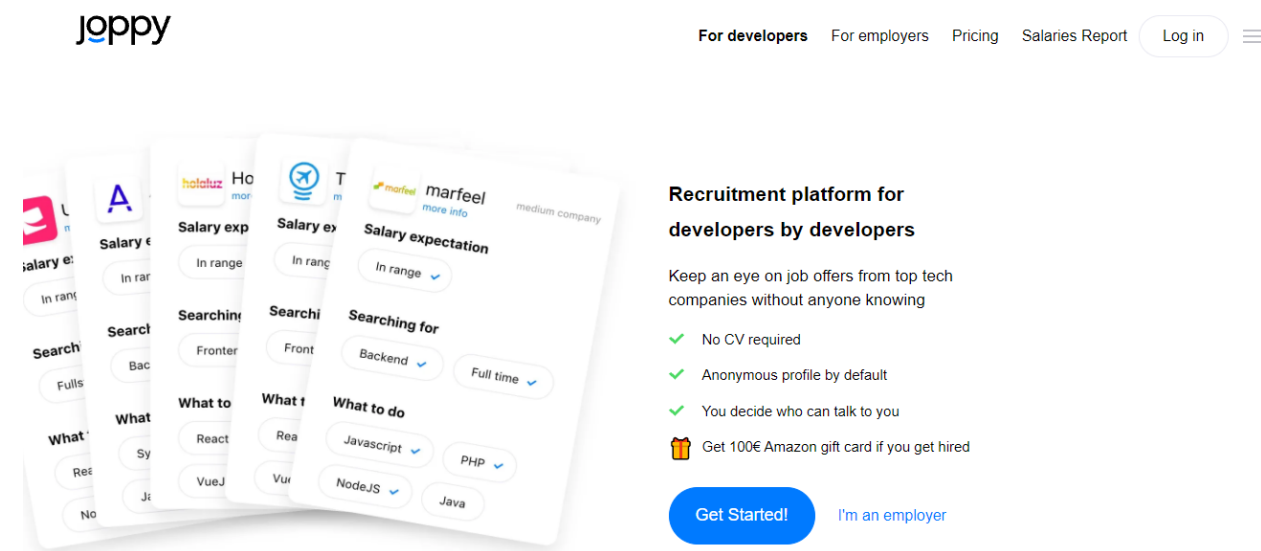 joppy
For developers
For employers
Pricing
Salaries Report
Log in
marfeel
marfeel
more info
medium company
Salary expectation
In range
Searching for
Backend
Full time
What to do
Javascript
PHP
NodeJS
Java
holaluz
Ho
mor
Salary exp
In range
Searching
Fronter
What to
React
VueJ
T
m
Salary ex
In rang
Searchi
Front
What t
Rea
Vu
A
Salary e
In rar
Search
Bac
What
Sy
Ja
U
m
Salary e
In rang
Search
Fulls
What
Rea
No
Recruitment platform for
developers by developers
Keep an eye on job offers from top tech
companies without anyone knowing
No CV required
Anonymous profile by default
You decide who can talk to you
Get 100€ Amazon gift card if you get hired
Get Started!
I'm an employer